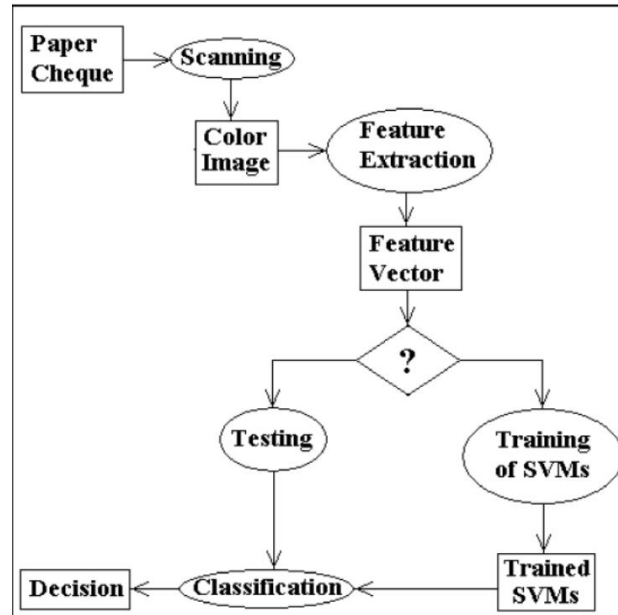 Paper
Cheque
Scanning
Color
Image
Feature
Extraction
Feature
Vector
?
Testing
Training
of SVMs
Trained
SVMs
Classification
Decision